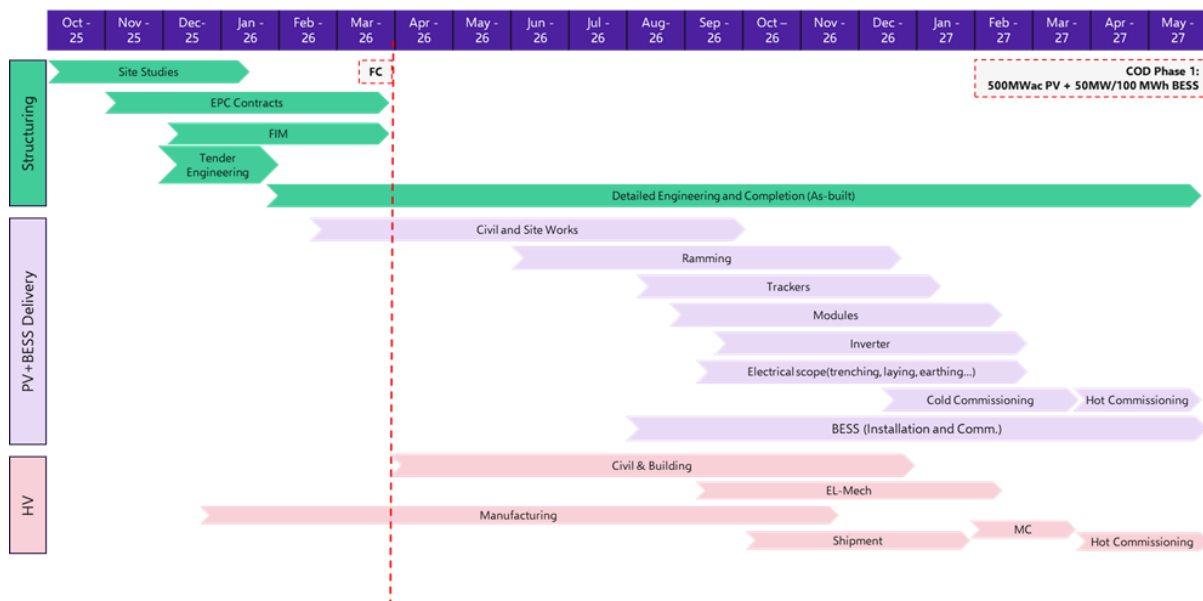 Oct - 25
Nov - 25
Dec- 25
Jan - 26
Feb - 26
Mar - 26
Apr - 26
May - 26
Jun - 26
Jul - 26
Aug- 26
Sep - 26
Oct – 26
Nov - 26
Dec - 26
Jan - 27
Feb - 27
Mar - 27
Apr - 27
May - 27
Structuring
Site Studies
FC
COD Phase 1:
500MWac PV + 50MW/100 MWh BESS
EPC Contracts
FIM
Tender
Engineering
Detailed Engineering and Completion (As-built)
PV+BESS Delivery
Civil and Site Works
Ramming
Trackers
Modules
Inverter
Electrical scope(trenching, laying, earthing...)
Cold Commissioning
Hot Commissioning
BESS (Installation and Comm.)
HV
Civil & Building
EL-Mech
Manufacturing
MC
Shipment
Hot Commissioning